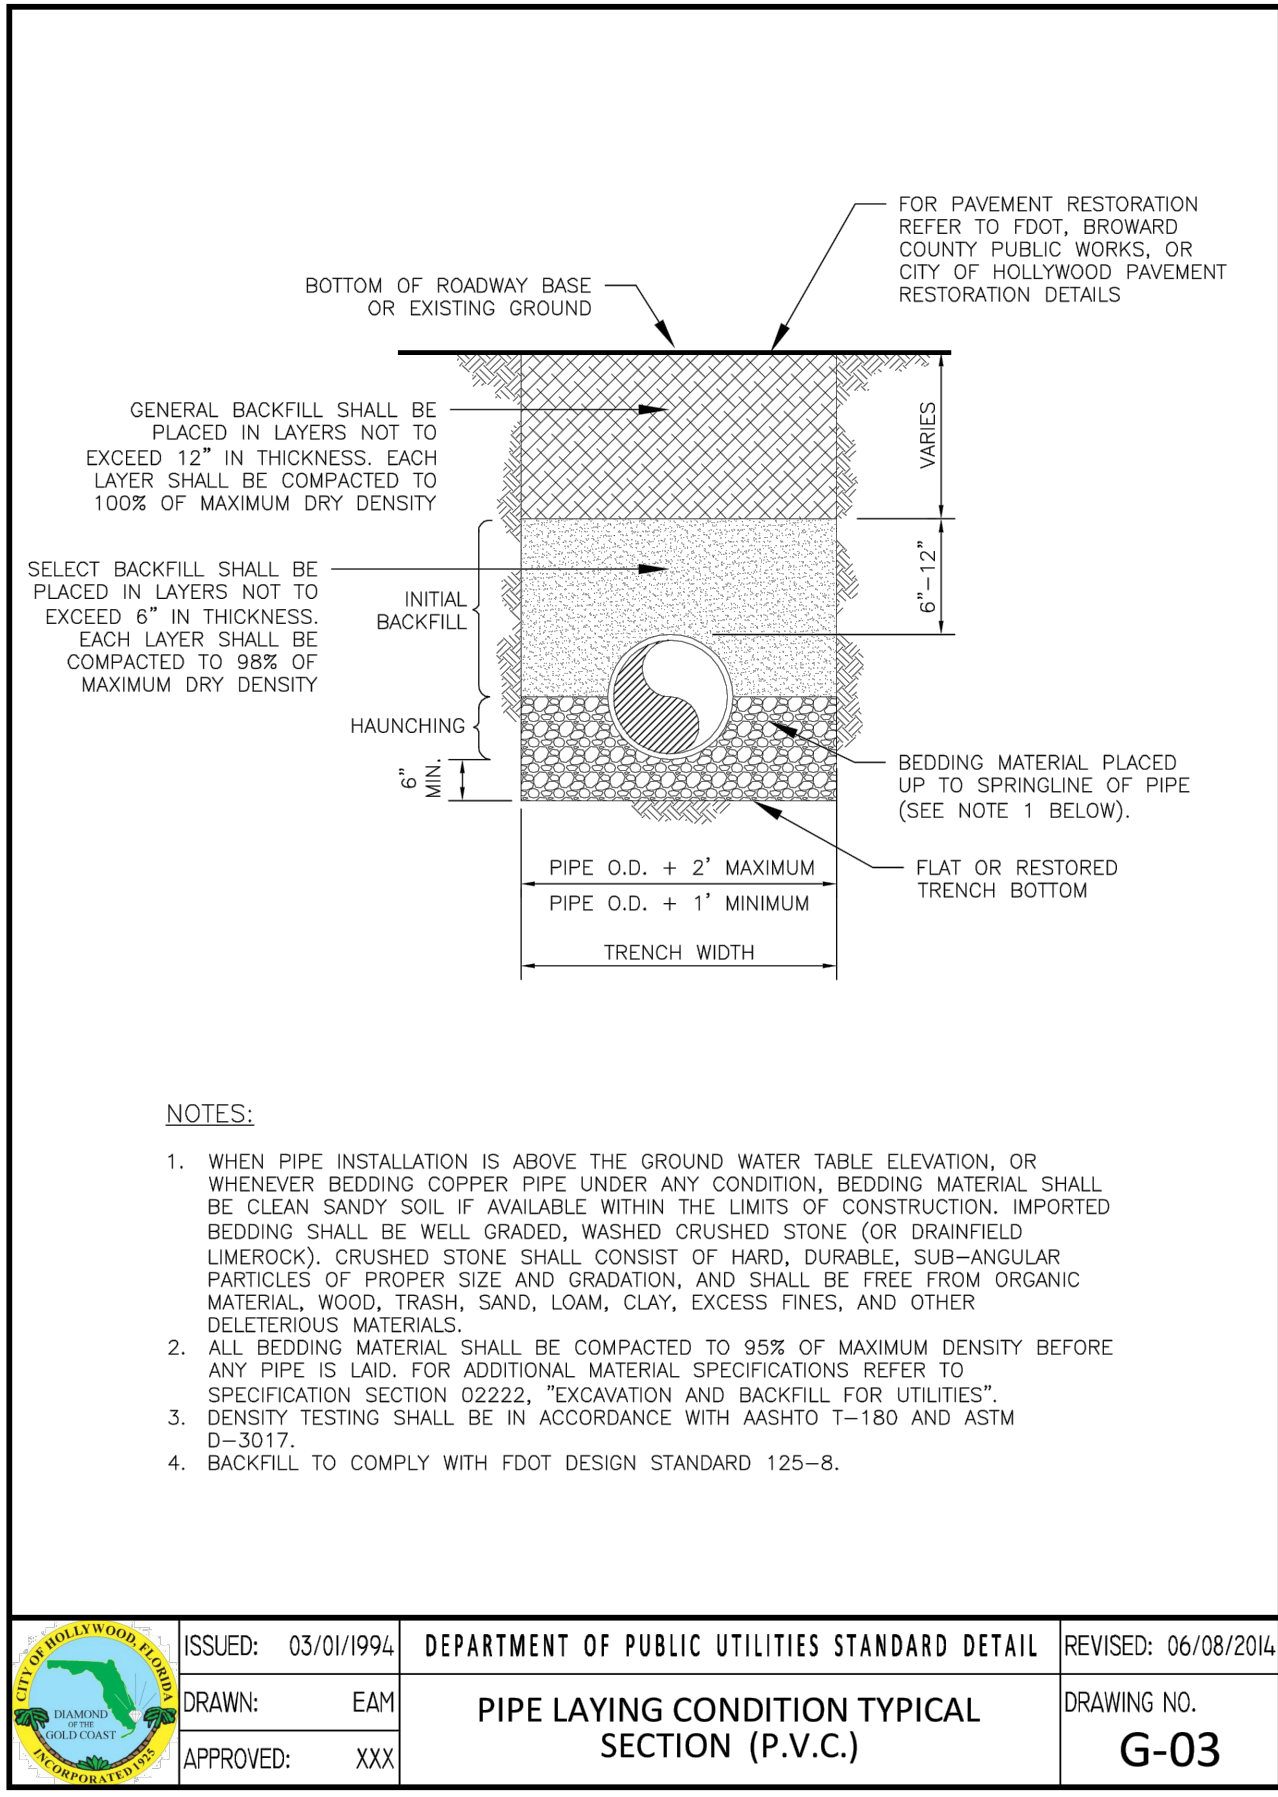 FOR PAVEMENT RESTORATION
REFER TO FDOT, BROWARD
COUNTY PUBLIC WORKS, OR
CITY OF HOLLYWOOD PAVEMENT
RESTORATION DETAILS
BOTTOM OF ROADWAY BASE
OR EXISTING GROUND
GENERAL BACKFILL SHALL BE
PLACED IN LAYERS NOT TO
EXCEED 12" IN THICKNESS. EACH
LAYER SHALL BE COMPACTED TO
100% OF MAXIMUM DRY DENSITY
VARIES
SELECT BACKFILL SHALL BE
PLACED IN LAYERS NOT TO
EXCEED 6" IN THICKNESS.
EACH LAYER SHALL BE
COMPACTED TO 98% OF
MAXIMUM DRY DENSITY
INITIAL
BACKFILL
6"-12"
HAUNCHING
6"
MIN.
BEDDING MATERIAL PLACED
UP TO SPRINGLINE OF PIPE
(SEE NOTE 1 BELOW).
FLAT OR RESTORED
TRENCH BOTTOM
PIPE O.D. + 2' MAXIMUM
PIPE O.D. + 1' MINIMUM
TRENCH WIDTH
NOTES:
1. WHEN PIPE INSTALLATION IS ABOVE THE GROUND WATER TABLE ELEVATION, OR
WHENEVER BEDDING COPPER PIPE UNDER ANY CONDITION, BEDDING MATERIAL SHALL
BE CLEAN SANDY SOIL IF AVAILABLE WITHIN THE LIMITS OF CONSTRUCTION. IMPORTED
BEDDING SHALL BE WELL GRADED, WASHED CRUSHED STONE (OR DRAINFIELD
LIMEROCK). CRUSHED STONE SHALL CONSIST OF HARD, DURABLE, SUB-ANGULAR
PARTICLES OF PROPER SIZE AND GRADATION, AND SHALL BE FREE FROM ORGANIC
MATERIAL, WOOD, TRASH, SAND, LOAM, CLAY, EXCESS FINES, AND OTHER
DELETERIOUS MATERIALS.
2. ALL BEDDING MATERIAL SHALL BE COMPACTED TO 95% OF MAXIMUM DENSITY BEFORE
ANY PIPE IS LAID. FOR ADDITIONAL MATERIAL SPECIFICATIONS REFER TO
SPECIFICATION SECTION 02222, "EXCAVATION AND BACKFILL FOR UTILITIES".
3. DENSITY TESTING SHALL BE IN ACCORDANCE WITH AASHTO T-180 AND ASTM
D-3017.
4. BACKFILL TO COMPLY WITH FDOT DESIGN STANDARD 125-8.
CITY OF HOLLYWOOD, FLORIDA
DIAMOND
OF THE
GOLD COAST
INCORPORATED 1925
ISSUED: 03/01/1994
DRAWN: EAM
APPROVED: XXX
DEPARTMENT OF PUBLIC UTILITIES STANDARD DETAIL
PIPE LAYING CONDITION TYPICAL
SECTION (P.V.C.)
REVISED: 06/08/2014
DRAWING NO.
G-03